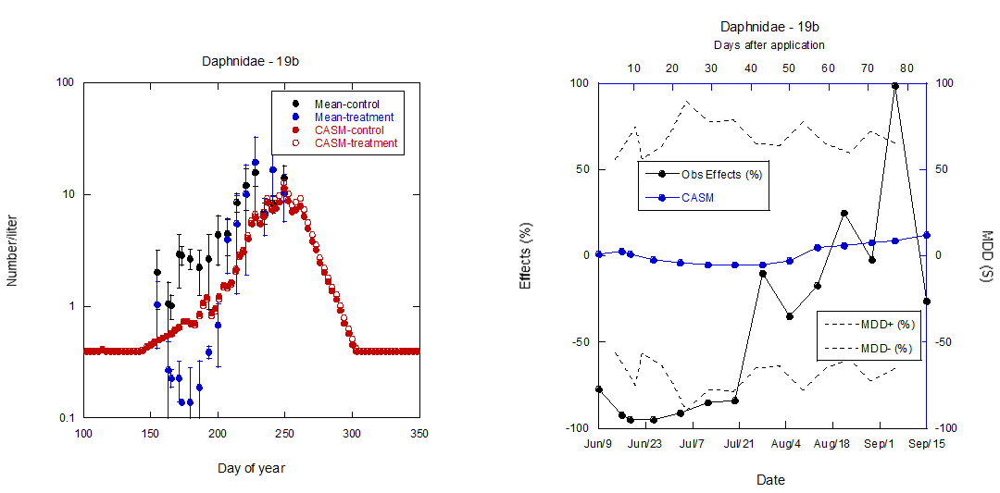 Daphnidae - 19b
100
10
1
0.1
Number/liter
Mean-control
Mean-treatment
CASM-control
CASM-treatment
100 150 200 250 300 350
Day of year
Daphnidae - 19b
Days after application
10 20 30 40 50 60 70 80
100
50
0
-50
-100
Effects (%)
Obs Effects (%)
CASM
MDD+ (%)
MDD- (%)
100
50
0
-50
-100
MDD (S)
Jun/9 Jun/23 Jul/7 Jul/21 Aug/4 Aug/18 Sep/1 Sep/15
Date